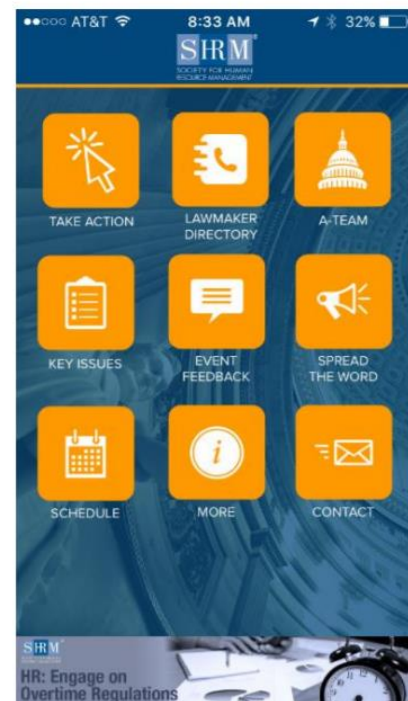 AT&T 8:33 AM 32%
SHRM®
SOCIETY FOR HUMAN
RESOURCE MANAGEMENT
TAKE ACTION
LAWMAKER
DIRECTORY
A-TEAM
KEY ISSUES
EVENT
FEEDBACK
SPREAD
THE WORD
i
SCHEDULE
MORE
CONTACT
SHRM
HR: Engage on
Overtime Regulations